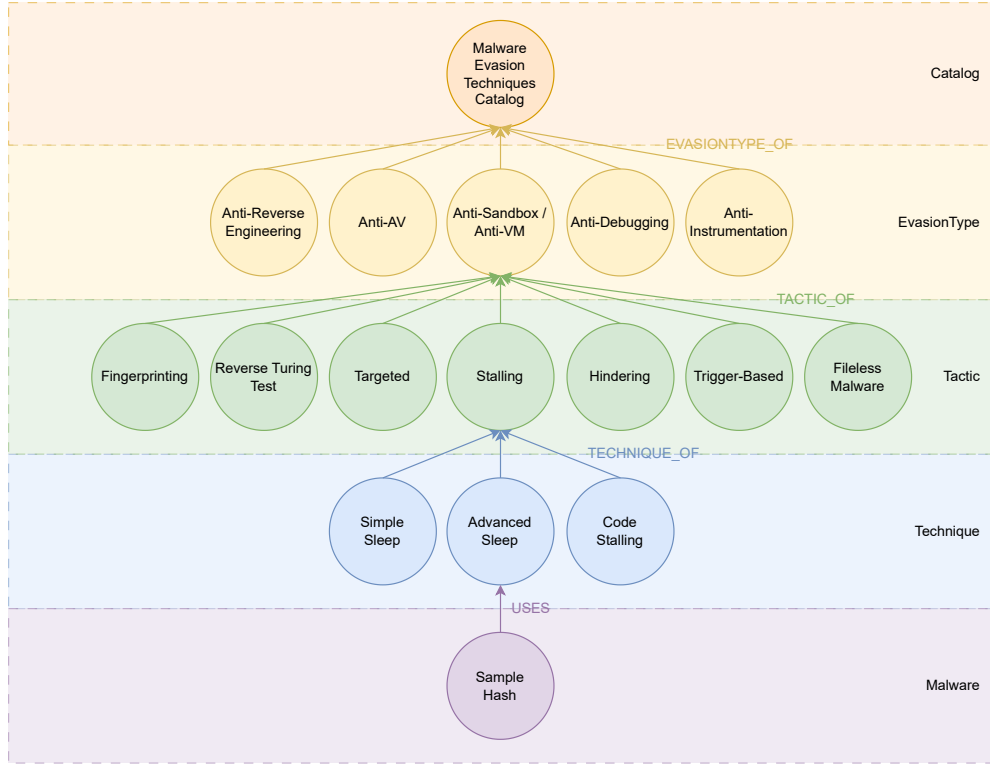 Malware
Evasion
Techniques
Catalog
Catalog
EVASIONTYPE_OF
Anti-Reverse
Engineering
Anti-AV
Anti-Sandbox /
Anti-VM
Anti-Debugging
Anti-
Instrumentation
EvasionType
TACTIC_OF
Fingerprinting
Reverse Turing
Test
Targeted
Stalling
Hindering
Trigger-Based
Fileless
Malware
Tactic
TECHNIQUE_OF
Simple
Sleep
Advanced
Sleep
Code
Stalling
Technique
USES
Sample
Hash
Malware